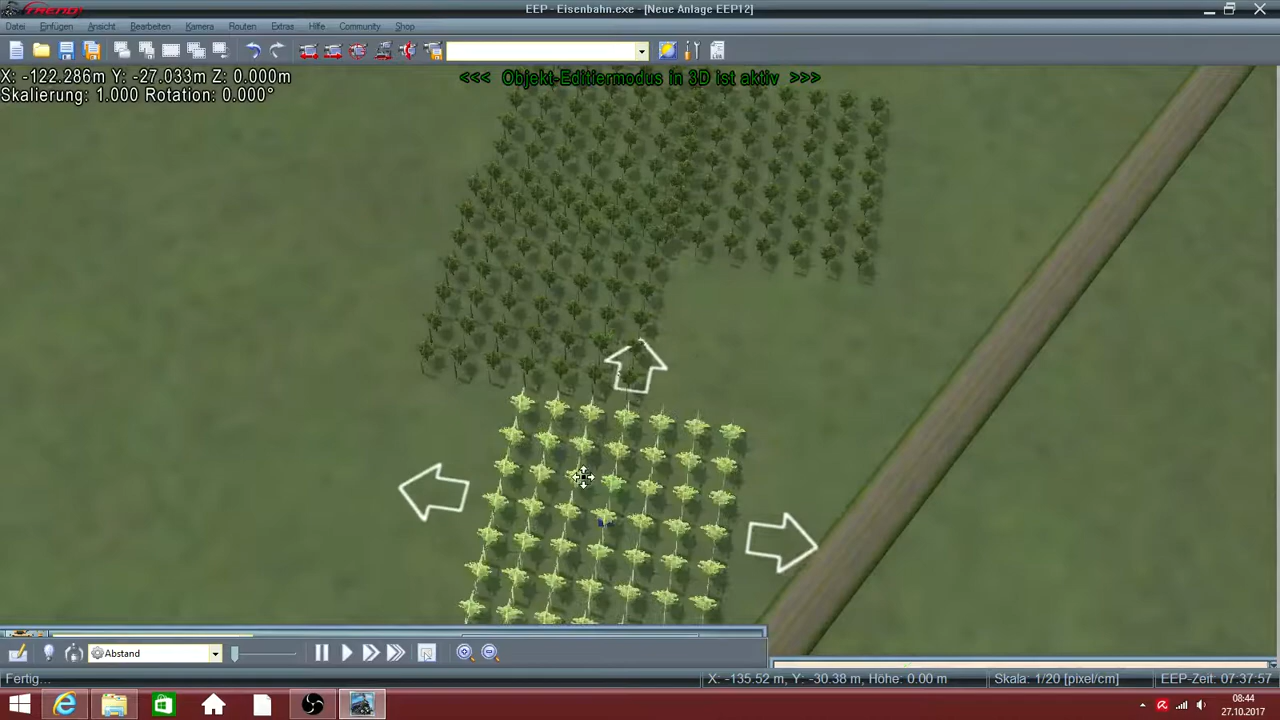 TREND
EEP - Eisenbahn.exe - [Neue Anlage EEP12]
Datei Einfügen Ansicht Bearbeiten Kamera Routen Extras Hilfe Community Shop
X: -122.286m Y: -27.033m Z: 0.000m
<<< Objekt-Editiermodus in 3D ist aktiv >>>
Skalierung: 1.000 Rotation: 0.000°
Abstand
Fertig...
X: -135.52 m, Y: -30.38 m, Höhe: 0.00 m
Skala: 1/20 [pixel/cm]
EEP-Zeit: 07:37:57
08:44
27.10.2017